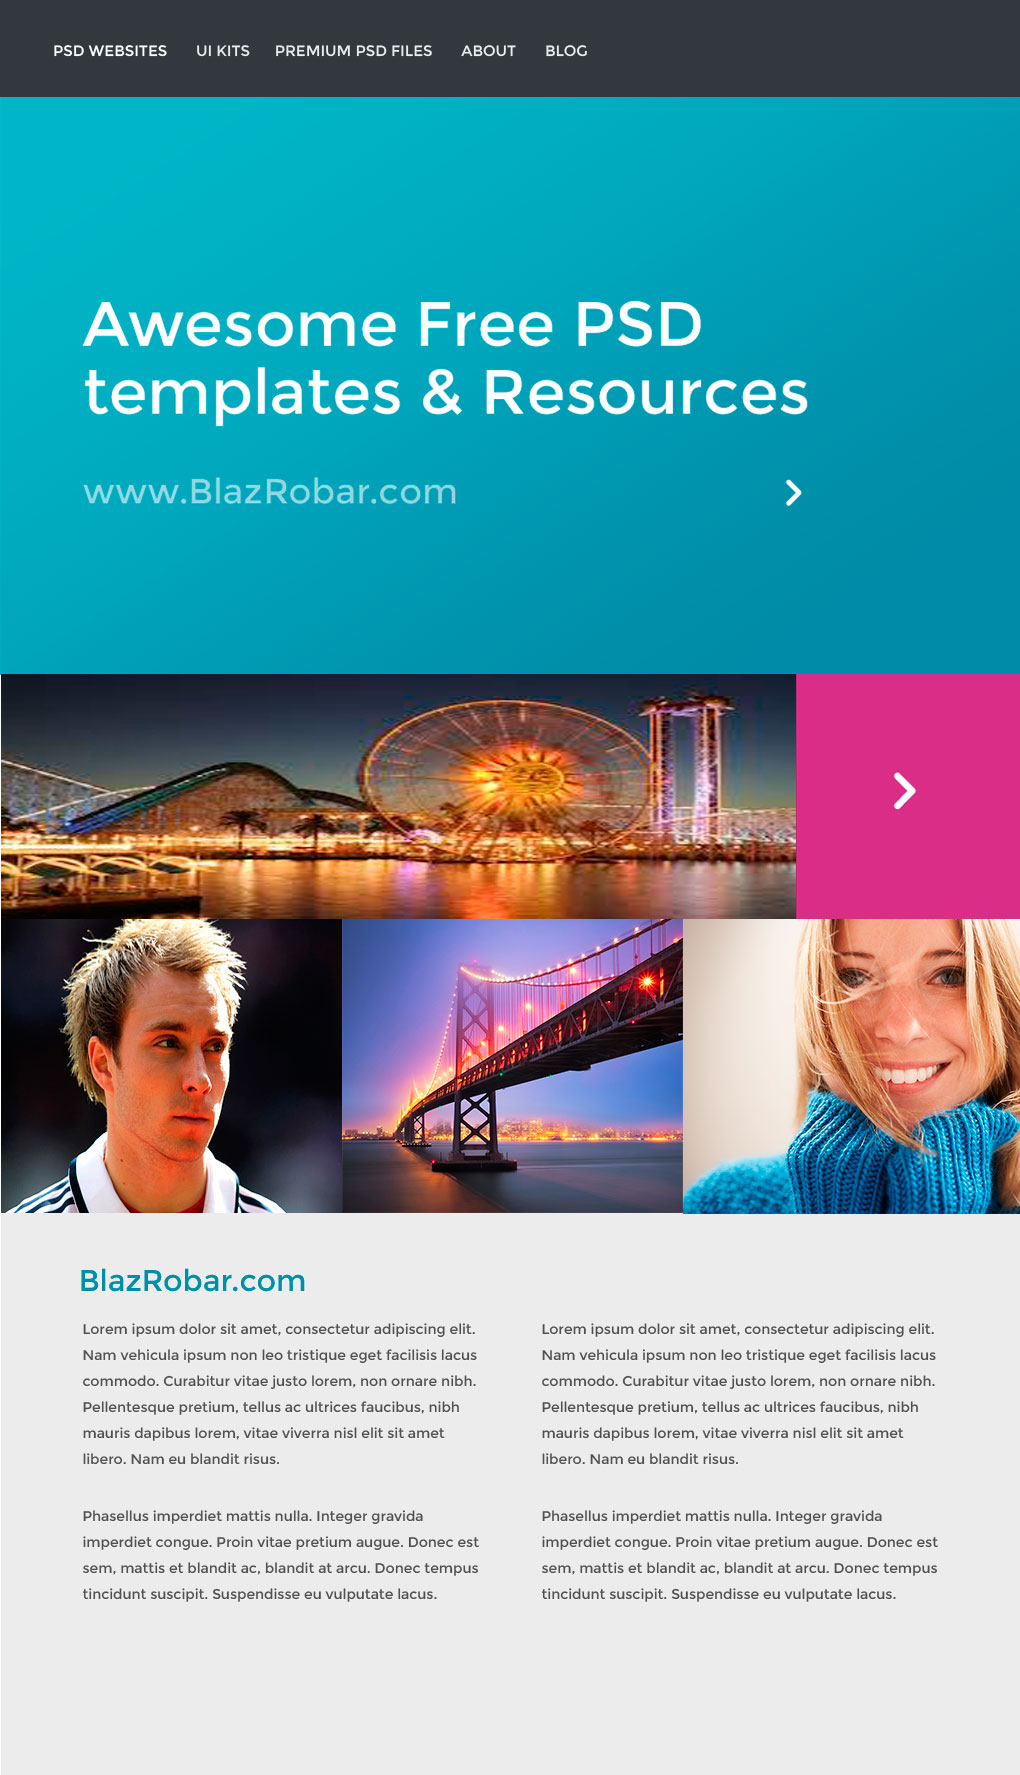 PSD WEBSITES UI KITS PREMIUM PSD FILES ABOUT BLOG
Awesome Free PSD
templates & Resources
www.BlazRobar.com
BlazRobar.com
Lorem ipsum dolor sit amet, consectetur adipiscing elit.
Nam vehicula ipsum non leo tristique eget facilisis lacus
commodo. Curabitur vitae justo lorem, non ornare nibh.
Pellentesque pretium, tellus ac ultrices faucibus, nibh
mauris dapibus lorem, vitae viverra nisl elit sit amet
libero. Nam eu blandit risus.
Phasellus imperdiet mattis nulla. Integer gravida
imperdiet congue. Proin vitae pretium augue. Donec est
sem, mattis et blandit ac, blandit at arcu. Donec tempus
tincidunt suscipit. Suspendisse eu vulputate lacus.
Lorem ipsum dolor sit amet, consectetur adipiscing elit.
Nam vehicula ipsum non leo tristique eget facilisis lacus
commodo. Curabitur vitae justo lorem, non ornare nibh.
Pellentesque pretium, tellus ac ultrices faucibus, nibh
mauris dapibus lorem, vitae viverra nisl elit sit amet
libero. Nam eu blandit risus.
Phasellus imperdiet mattis nulla. Integer gravida
imperdiet congue. Proin vitae pretium augue. Donec est
sem, mattis et blandit ac, blandit at arcu. Donec tempus
tincidunt suscipit. Suspendisse eu vulputate lacus.